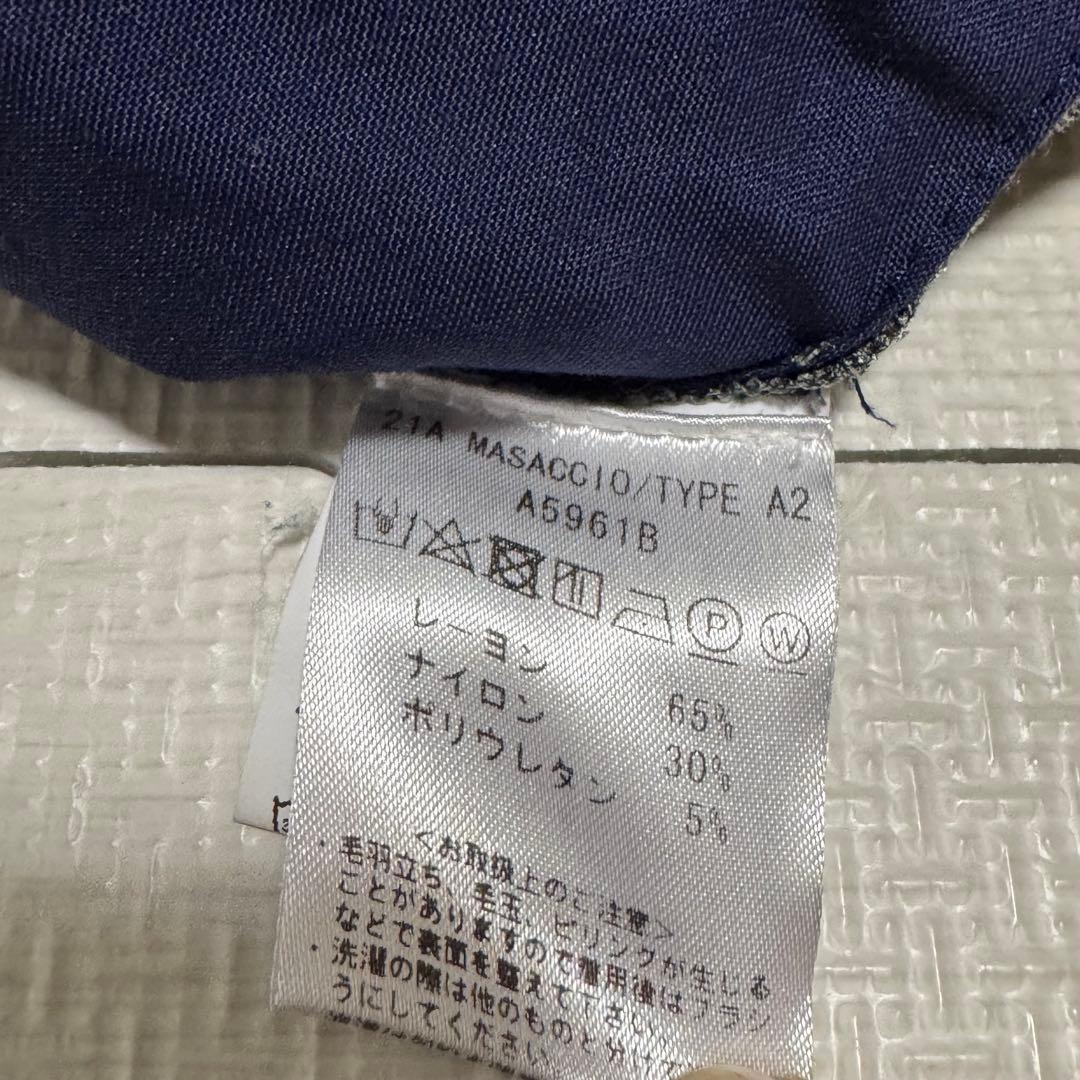 21A MASACCIO/TYPE A2
A5961B
P W
レーヨン 65%
ナイロン 30%
ポリウレタン 5%
<お取扱上のご注意>
・毛羽立ち、毛玉、ピリングが生じる
ことがありますので着用後はブラシ
などで表面を整えて下さい。
・洗濯の際は他のものと分けて
うにしてください